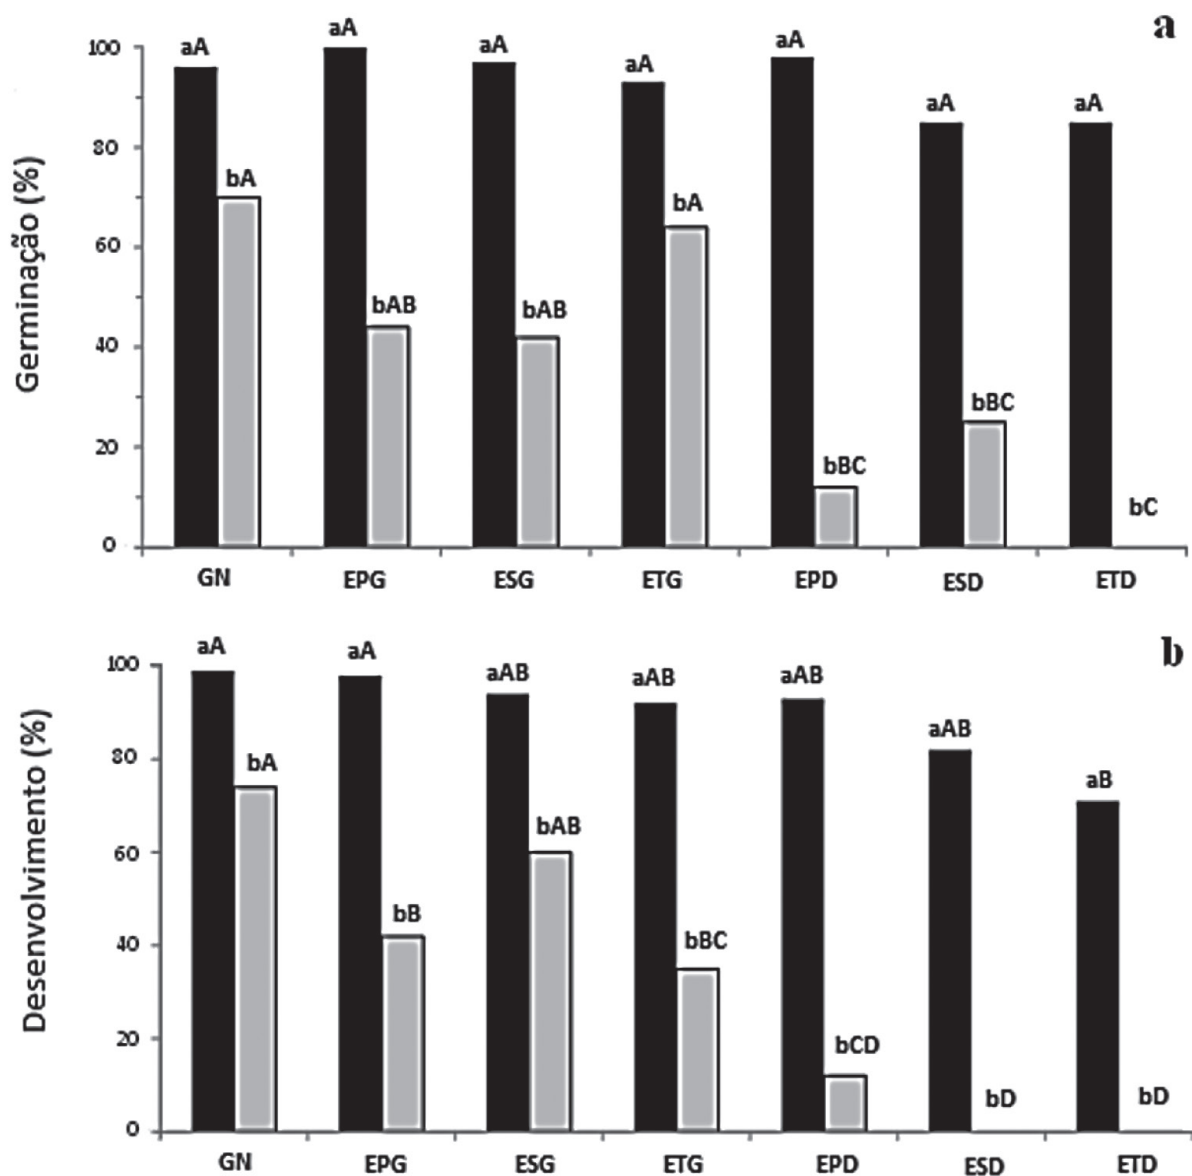 a
aA aA aA aA aA aA aA
bA bAB bAB bA bBC bBC bC
100
80
60
40
20
0
Germinação (%)
GN EPG ESG ETG EPD ESD ETD
b
aA aA aAB aAB aAB aAB aB
bA bB bAB bBC bCD bD bD
100
80
60
40
20
0
Desenvolvimento (%)
GN EPG ESG ETG EPD ESD ETD